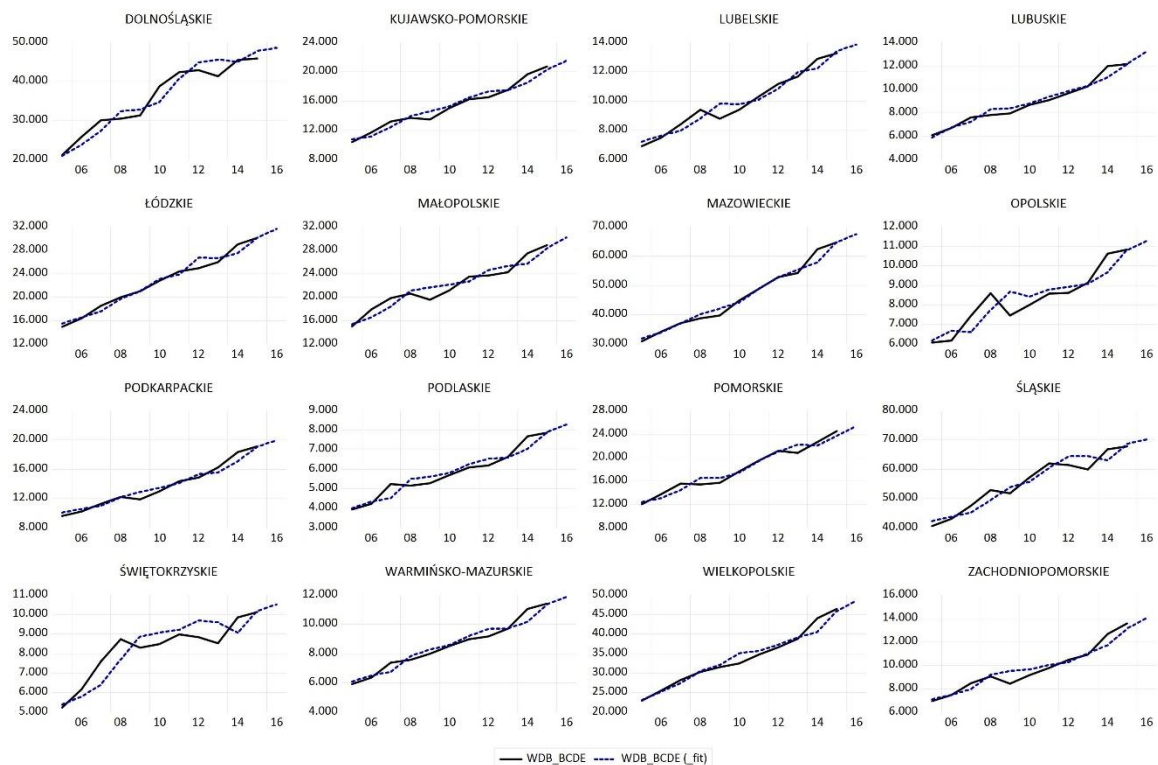 DOLNOŚLĄSKIE
50.000
40.000
30.000
20.000
06 08 10 12 14 16
KUJAWSKO-POMORSKIE
24.000
20.000
16.000
12.000
8.000
06 08 10 12 14 16
LUBELSKIE
14.000
12.000
10.000
8.000
6.000
06 08 10 12 14 16
LUBUSKIE
14.000
12.000
10.000
8.000
6.000
4.000
06 08 10 12 14 16
ŁÓDZKIE
32.000
28.000
24.000
20.000
16.000
12.000
06 08 10 12 14 16
MAŁOPOLSKIE
32.000
28.000
24.000
20.000
16.000
12.000
06 08 10 12 14 16
MAZOWIECKIE
70.000
60.000
50.000
40.000
30.000
06 08 10 12 14 16
OPOLSKIE
12.000
11.000
10.000
9.000
8.000
7.000
6.000
06 08 10 12 14 16
PODKARPACKIE
24.000
20.000
16.000
12.000
8.000
06 08 10 12 14 16
PODLASKIE
9.000
8.000
7.000
6.000
5.000
4.000
3.000
06 08 10 12 14 16
POMORSKIE
28.000
24.000
20.000
16.000
12.000
8.000
06 08 10 12 14 16
ŚLĄSKIE
80.000
70.000
60.000
50.000
40.000
06 08 10 12 14 16
ŚWIĘTOKRZYSKIE
11.000
10.000
9.000
8.000
7.000
6.000
5.000
06 08 10 12 14 16
WARMIŃSKO-MAZURSKIE
12.000
10.000
8.000
6.000
4.000
06 08 10 12 14 16
WIELKOPOLSKIE
50.000
45.000
40.000
35.000
30.000
25.000
20.000
06 08 10 12 14 16
ZACHODNIOPOMORSKIE
16.000
14.000
12.000
10.000
8.000
6.000
06 08 10 12 14 16
WDB_BCDE WDB_BCDE (_fit)